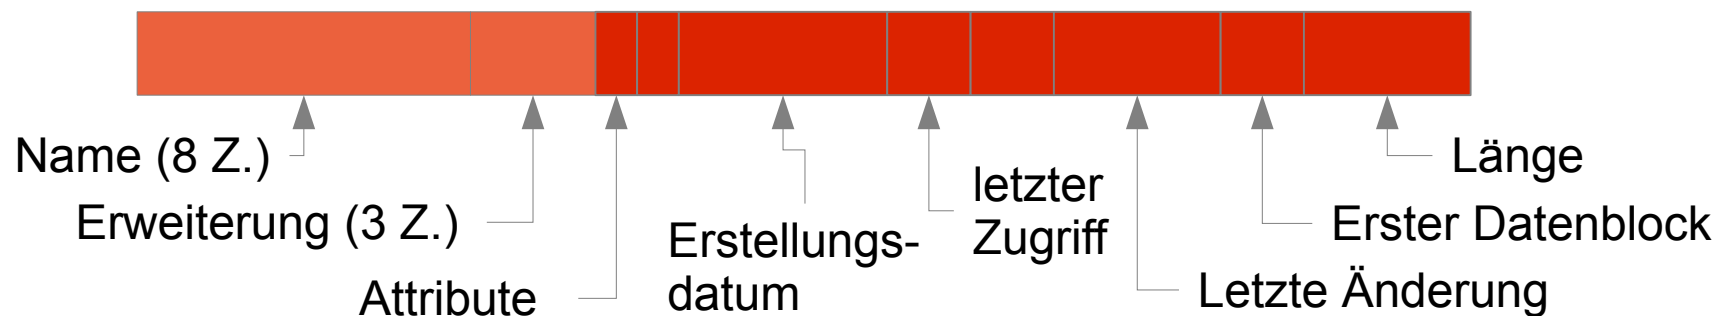 Name (8 Z.)
Erweiterung (3 Z.)
Attribute
Erstellungs-
datum
letzter
Zugriff
Letzte Änderung
Erster Datenblock
Länge